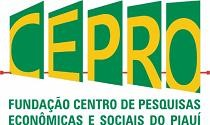 CEPRO
FUNDAÇÃO CENTRO DE PESQUISAS
ECONÔMICAS E SOCIAIS DO PIAUÍ